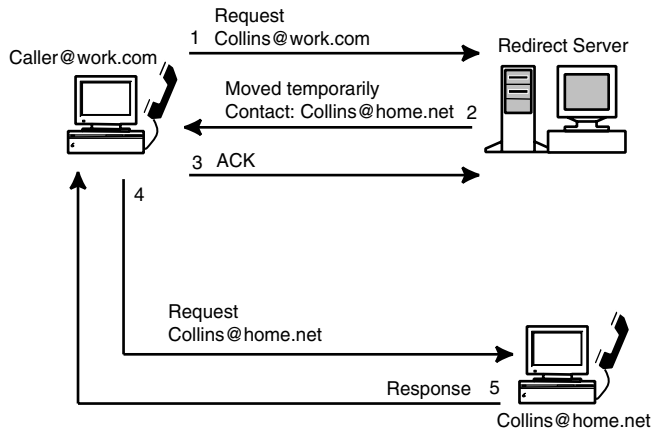 Request
1 Collins@work.com
Redirect Server
Caller@work.com
Moved temporarily
Contact: Collins@home.net 2
3 ACK
4
Request
Collins@home.net
Response 5
Collins@home.net